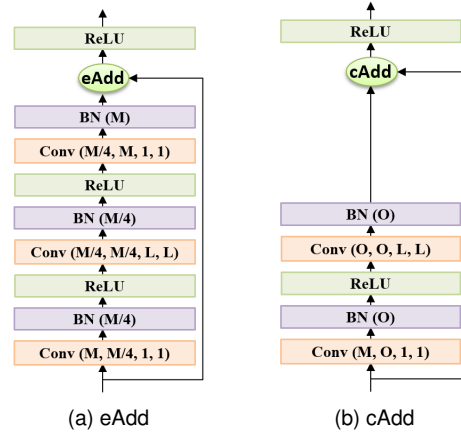 ReLU
eAdd
BN (M)
Conv (M/4, M, 1, 1)
ReLU
BN (M/4)
Conv (M/4, M/4, L, L)
ReLU
BN (M/4)
Conv (M, M/4, 1, 1)
(a) eAdd
ReLU
cAdd
BN (O)
Conv (O, O, L, L)
ReLU
BN (O)
Conv (M, O, 1, 1)
(b) cAdd